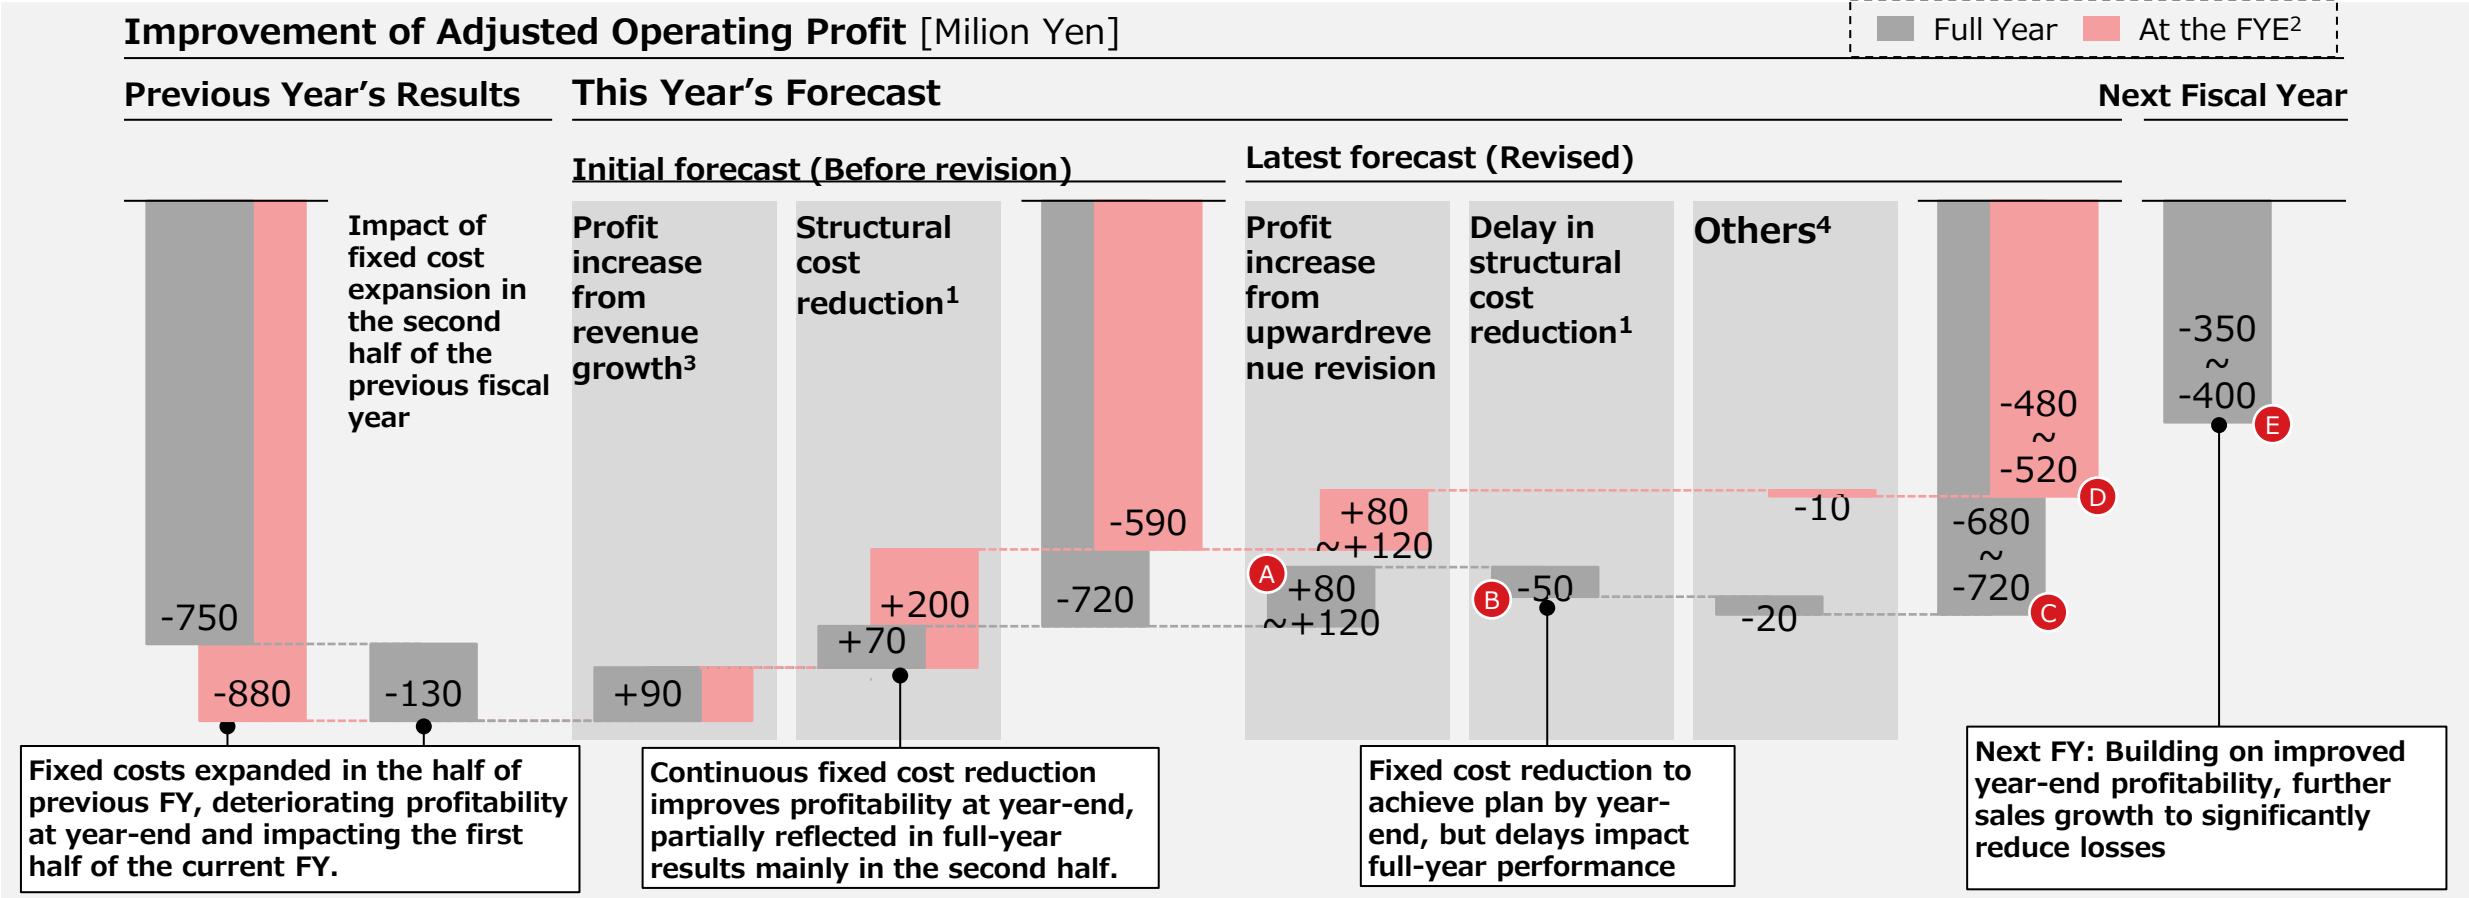 Improvement of Adjusted Operating Profit [Milion Yen]
Full Year
At the FYE2
Previous Year’s Results
This Year’s Forecast
Next Fiscal Year
Initial forecast (Before revision)
Latest forecast (Revised)
Impact of
fixed cost
expansion in
the second
half of the
previous fiscal
year
Profit
increase
from
revenue
growth3
Structural
cost
reduction1
Profit
increase
from
upwardreve
nue revision
Delay in
structural
cost
reduction1
Others4
-750
-880
-130
+90
+70
+200
-590
-720
+80
~+120
A
+80
~+120
B
-50
-10
-20
-480
~
-520
D
-680
~
-720
C
-350
~
-400
E
Fixed costs expanded in the half of
previous FY, deteriorating profitability
at year-end and impacting the first
half of the current FY.
Continuous fixed cost reduction
improves profitability at year-end,
partially reflected in full-year
results mainly in the second half.
Fixed cost reduction to
achieve plan by year-
end, but delays impact
full-year performance
Next FY: Building on improved
year-end profitability, further
sales growth to significantly
reduce losses